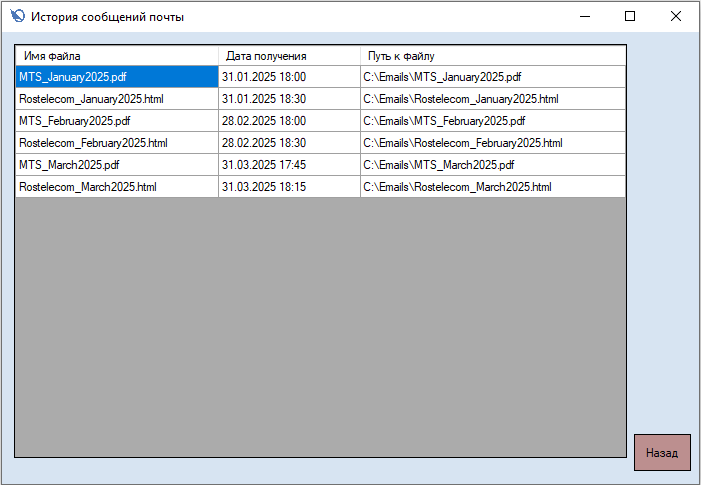 История сообщений почты
Имя файла Дата получения Путь к файлу
MTS_January2025.pdf 31.01.2025 18:00 C:\Emails\MTS_January2025.pdf
Rostelecom_January2025.html 31.01.2025 18:30 C:\Emails\Rostelecom_January2025.html
MTS_February2025.pdf 28.02.2025 18:00 C:\Emails\MTS_February2025.pdf
Rostelecom_February2025.html 28.02.2025 18:30 C:\Emails\Rostelecom_February2025.html
MTS_March2025.pdf 31.03.2025 17:45 C:\Emails\MTS_March2025.pdf
Rostelecom_March2025.html 31.03.2025 18:15 C:\Emails\Rostelecom_March2025.html
Назад